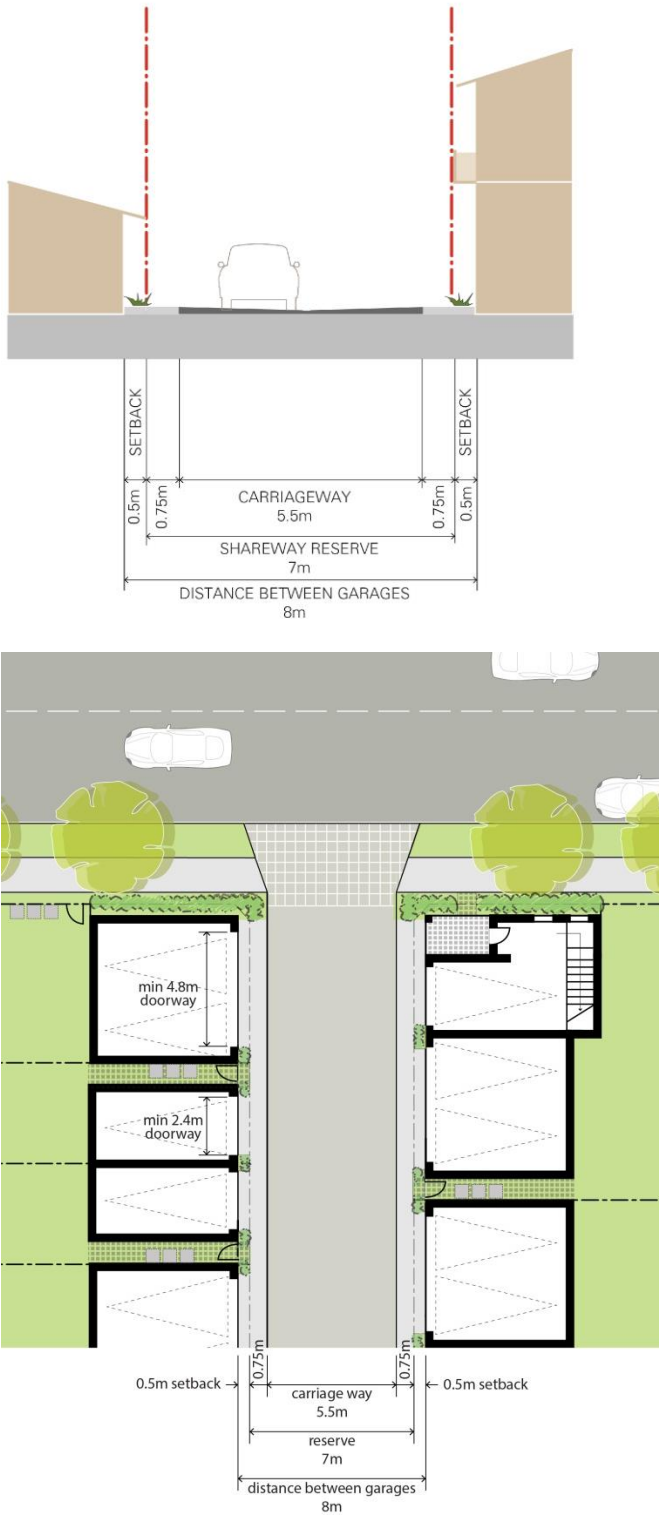 SETBACK
SETBACK
0.5m
0.75m
CARRIAGEWAY
5.5m
0.75m
0.5m
SHAREWAY RESERVE
7m
DISTANCE BETWEEN GARAGES
8m
min 4.8m
doorway
min 2.4m
doorway
0.75m
0.75m
0.5m setback
carriage way
5.5m
0.5m setback
reserve
7m
distance between garages
8m